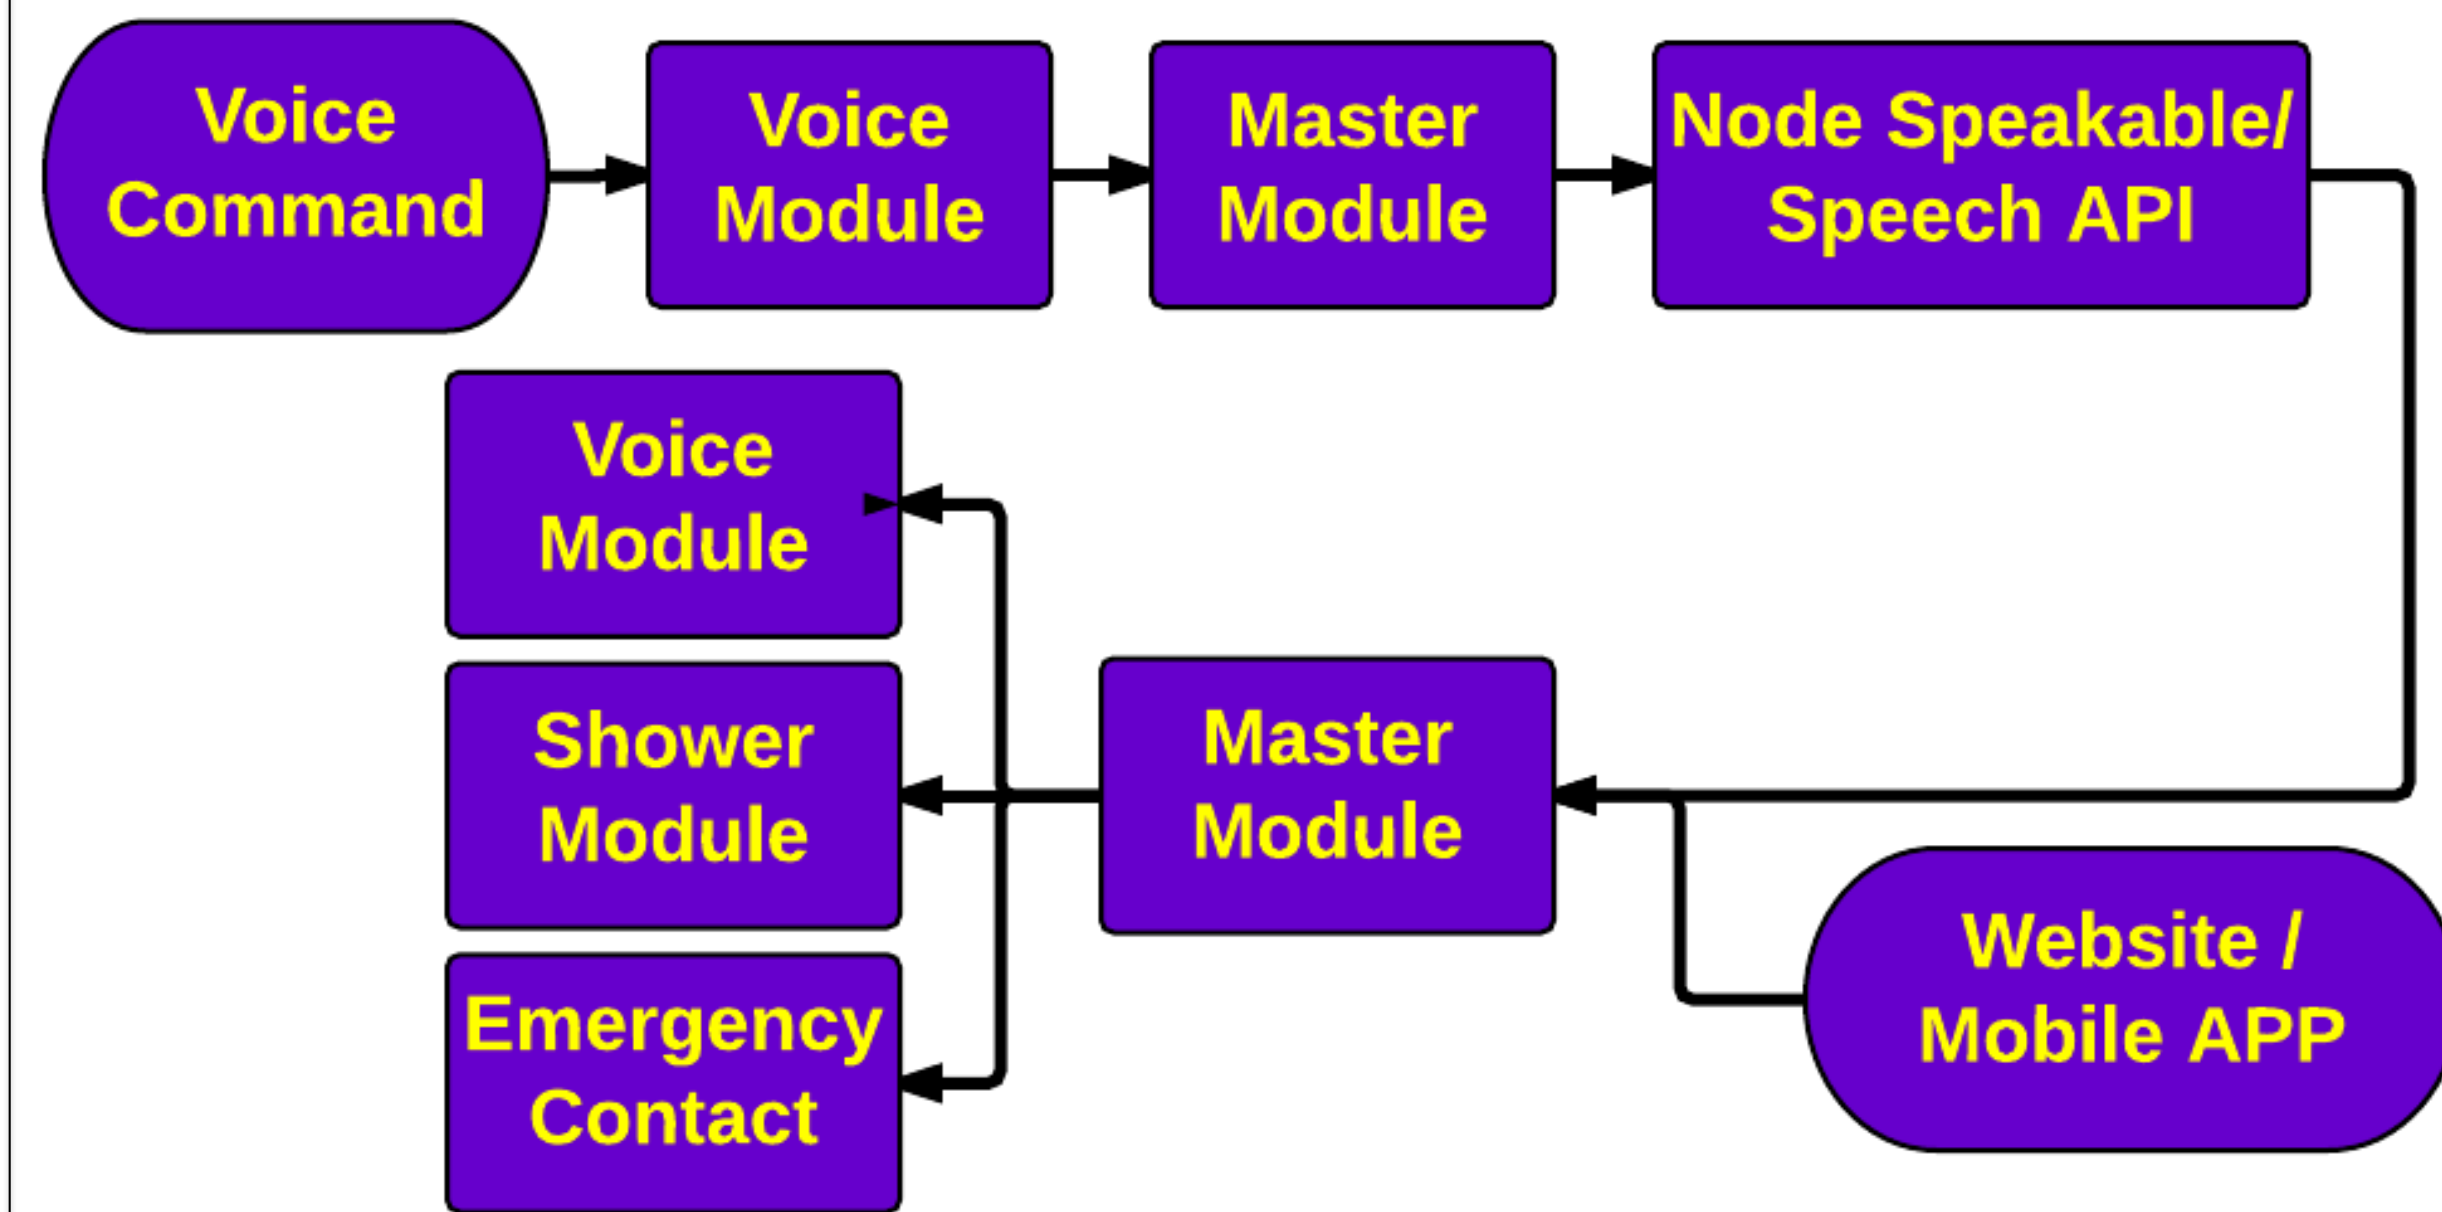 Voice
Command
Voice
Module
Master
Module
Node Speakable/
Speech API
Voice
Module
Shower
Module
Master
Module
Emergency
Contact
Website /
Mobile APP